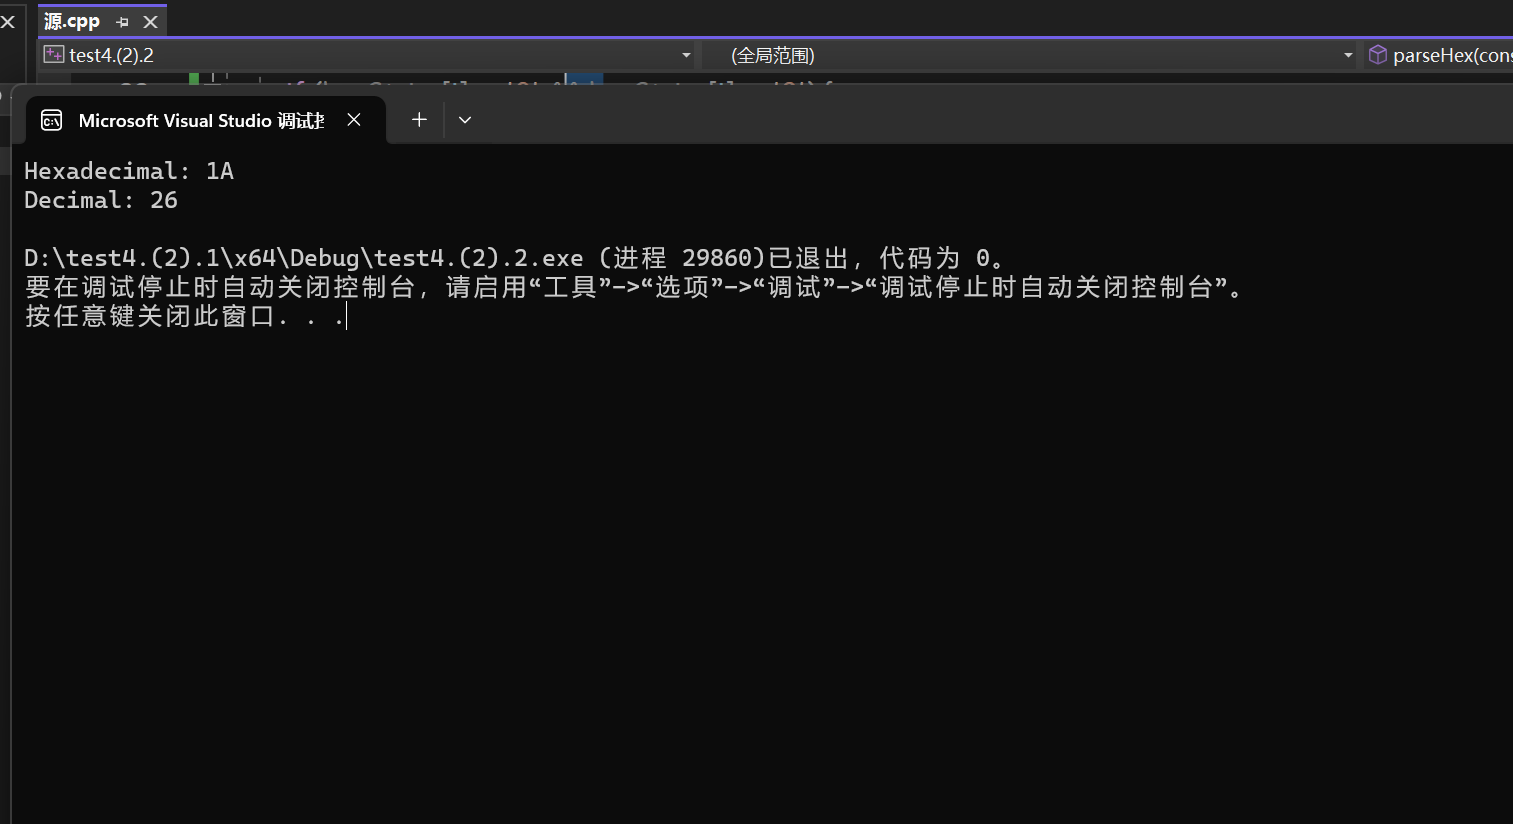 源.cpp
test4.(2).2
(全局范围)
parseHex(cons
Microsoft Visual Studio 调试
Hexadecimal: 1A
Decimal: 26
D:\test4.(2).1\x64\Debug\test4.(2).2.exe (进程 29860)已退出，代码为 0。
要在调试停止时自动关闭控制台，请启用“工具”->“选项”->“调试”->“调试停止时自动关闭控制台”。
按任意键关闭此窗口. . .